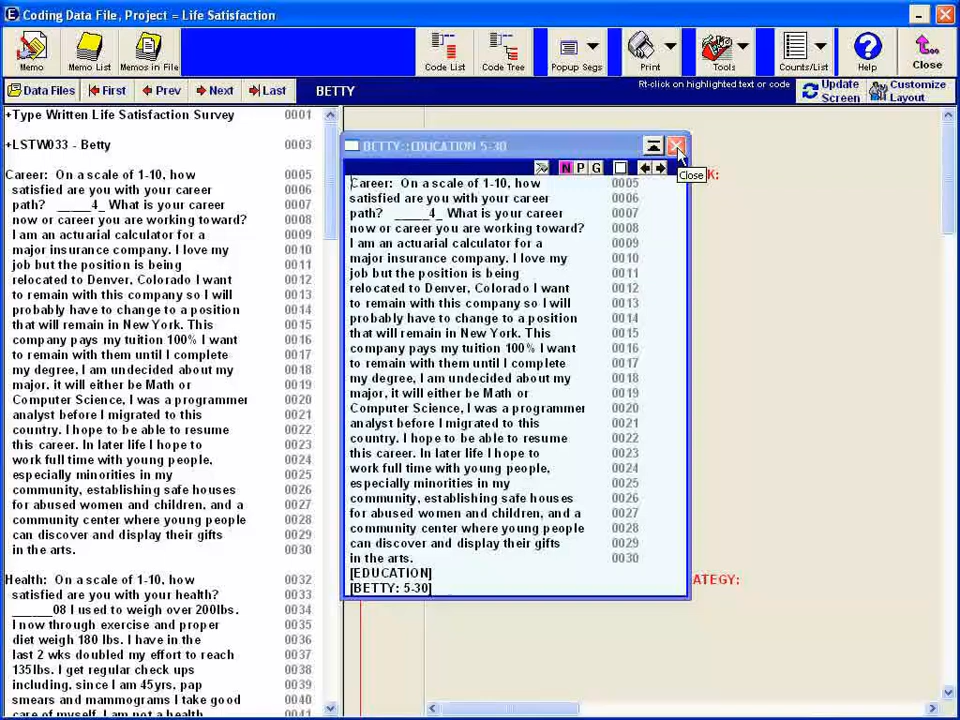 Coding Data File, Project = Life Satisfaction
Memo
Memo List
Memos in File
Code List
Code Tree
Popup Segs
Print
Tools
Counts/List
Help
Close
Data Files
First
Prev
Next
Last
BETTY
Rt-click on highlighted text or code
Update Screen
Customize Layout
+Type Written Life Satisfaction Survey 0001
+LSTW033 - Betty 0003
Career: On a scale of 1-10, how 0005
satisfied are you with your career 0006
path? _____4_ What is your career 0007
now or career you are working toward? 0008
I am an actuarial calculator for a 0009
major insurance company. I love my 0010
job but the position is being 0011
relocated to Denver, Colorado I want 0012
to remain with this company so I will 0013
probably have to change to a position 0014
that will remain in New York. This 0015
company pays my tuition 100% I want 0016
to remain with them until I complete 0017
my degree, I am undecided about my 0018
major, it will either be Math or 0019
Computer Science, I was a programmer 0020
analyst before I migrated to this 0021
country. I hope to be able to resume 0022
this career. In later life I hope to 0023
work full time with young people, 0024
especially minorities in my 0025
community, establishing safe houses 0026
for abused women and children, and a 0027
community center where young people 0028
can discover and display their gifts 0029
in the arts. 0030
Health: On a scale of 1-10, how 0032
satisfied are you with your health? 0033
______08 I used to weigh over 200lbs. 0034
I now through exercise and proper 0035
diet weigh 180 lbs. I have in the 0036
last 2 wks doubled my effort to reach 0037
135lbs. I get regular check ups 0038
including, since I am 45yrs, pap 0039
smears and mammograms I take good 0040
care of myself. I am not a health 0041
BETTY::EDUCATION 5-30
N P G
Close
K:
Career: On a scale of 1-10, how 0005
satisfied are you with your career 0006
path? _____4_ What is your career 0007
now or career you are working toward? 0008
I am an actuarial calculator for a 0009
major insurance company. I love my 0010
job but the position is being 0011
relocated to Denver, Colorado I want 0012
to remain with this company so I will 0013
probably have to change to a position 0014
that will remain in New York. This 0015
company pays my tuition 100% I want 0016
to remain with them until I complete 0017
my degree, I am undecided about my 0018
major, it will either be Math or 0019
Computer Science, I was a programmer 0020
analyst before I migrated to this 0021
country. I hope to be able to resume 0022
this career. In later life I hope to 0023
work full time with young people, 0024
especially minorities in my 0025
community, establishing safe houses 0026
for abused women and children, and a 0027
community center where young people 0028
can discover and display their gifts 0029
in the arts. 0030
[EDUCATION]
[BETTY: 5-30]
ATEGY: